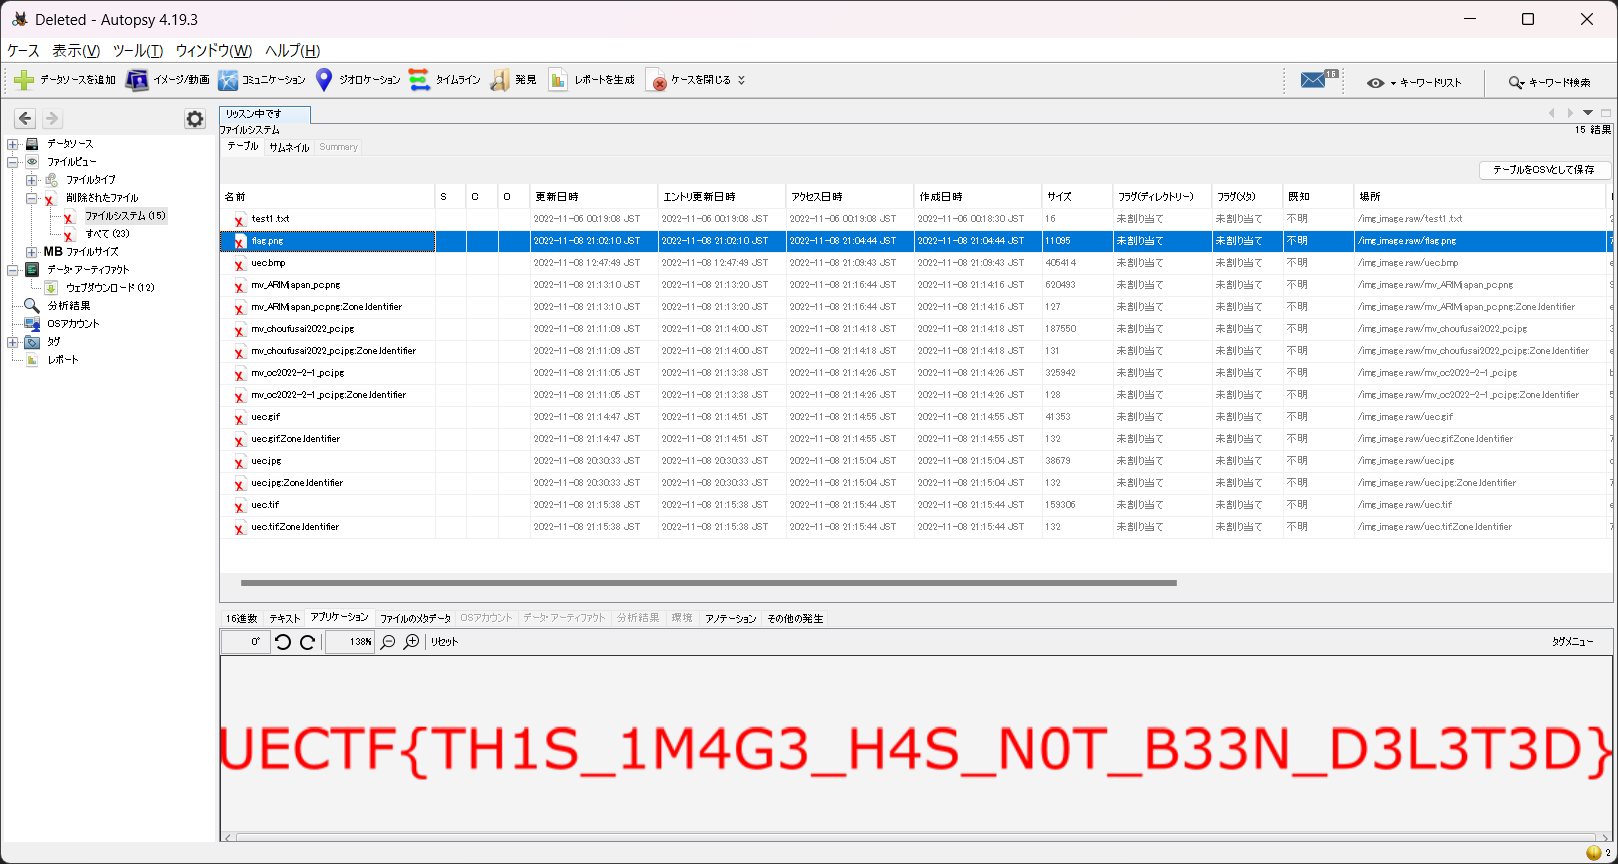 Deleted - Autopsy 4.19.3
ケース 表示(V) ツール(T) ウィンドウ(W) ヘルプ(H)
データソースを追加 イメージ/動画 コミュニケーション ジオロケーション タイムライン 発見 レポートを生成 ケースを閉じる 16 キーワードリスト キーワード検索
データソース
ファイルビュー
ファイルタイプ
削除されたファイル
ファイルシステム (15)
すべて (23)
MB ファイルサイズ
データ・アーティファクト
ウェブダウンロード (12)
分析結果
OSアカウント
タグ
レポート
リッスン中です
ファイルシステム
15 結果
テーブル サムネイル Summary
テーブルをCSVとして保存
名前 S C O 更新日時 エントリ更新日時 アクセス日時 作成日時 サイズ フラグ(ディレクトリー) フラグ(メタ) 既知 場所
test1.txt 2022-11-06 00:19:08 JST 2022-11-06 00:19:08 JST 2022-11-06 00:19:08 JST 2022-11-06 00:18:30 JST 16 未割り当て 未割り当て 不明 /img_image.raw/test1.txt
flag.png 2022-11-08 21:02:10 JST 2022-11-08 21:02:10 JST 2022-11-08 21:04:44 JST 2022-11-08 21:04:44 JST 11095 未割り当て 未割り当て 不明 /img_image.raw/flag.png
uec.bmp 2022-11-08 12:47:49 JST 2022-11-08 12:47:49 JST 2022-11-08 21:09:43 JST 2022-11-08 21:09:43 JST 405414 未割り当て 未割り当て 不明 /img_image.raw/uec.bmp
mv_ARIMjapan_pc.png 2022-11-08 21:13:10 JST 2022-11-08 21:13:20 JST 2022-11-08 21:16:44 JST 2022-11-08 21:14:16 JST 620493 未割り当て 未割り当て 不明 /img_image.raw/mv_ARIMjapan_pc.png
mv_ARIMjapan_pc.png:Zone.Identifier 2022-11-08 21:13:10 JST 2022-11-08 21:13:20 JST 2022-11-08 21:16:44 JST 2022-11-08 21:14:16 JST 127 未割り当て 未割り当て 不明 /img_image.raw/mv_ARIMjapan_pc.png:Zone.Identifier
mv_choufusai2022_pc.jpg 2022-11-08 21:11:09 JST 2022-11-08 21:14:00 JST 2022-11-08 21:14:18 JST 2022-11-08 21:14:18 JST 187550 未割り当て 未割り当て 不明 /img_image.raw/mv_choufusai2022_pc.jpg
mv_choufusai2022_pc.jpg:Zone.Identifier 2022-11-08 21:11:09 JST 2022-11-08 21:14:00 JST 2022-11-08 21:14:18 JST 2022-11-08 21:14:18 JST 131 未割り当て 未割り当て 不明 /img_image.raw/mv_choufusai2022_pc.jpg:Zone.Identifier
mv_oc2022-2-1_pc.jpg 2022-11-08 21:11:05 JST 2022-11-08 21:13:38 JST 2022-11-08 21:14:26 JST 2022-11-08 21:14:26 JST 325942 未割り当て 未割り当て 不明 /img_image.raw/mv_oc2022-2-1_pc.jpg
mv_oc2022-2-1_pc.jpg:Zone.Identifier 2022-11-08 21:11:05 JST 2022-11-08 21:13:38 JST 2022-11-08 21:14:26 JST 2022-11-08 21:14:26 JST 128 未割り当て 未割り当て 不明 /img_image.raw/mv_oc2022-2-1_pc.jpg:Zone.Identifier
uec.gif 2022-11-08 21:14:47 JST 2022-11-08 21:14:51 JST 2022-11-08 21:14:55 JST 2022-11-08 21:14:55 JST 41353 未割り当て 未割り当て 不明 /img_image.raw/uec.gif
uec.gif:Zone.Identifier 2022-11-08 21:14:47 JST 2022-11-08 21:14:51 JST 2022-11-08 21:14:55 JST 2022-11-08 21:14:55 JST 132 未割り当て 未割り当て 不明 /img_image.raw/uec.gif:Zone.Identifier
uec.jpg 2022-11-08 20:30:33 JST 2022-11-08 20:30:33 JST 2022-11-08 21:15:04 JST 2022-11-08 21:15:04 JST 38679 未割り当て 未割り当て 不明 /img_image.raw/uec.jpg
uec.jpg:Zone.Identifier 2022-11-08 20:30:33 JST 2022-11-08 20:30:33 JST 2022-11-08 21:15:04 JST 2022-11-08 21:15:04 JST 132 未割り当て 未割り当て 不明 /img_image.raw/uec.jpg:Zone.Identifier
uec.tif 2022-11-08 21:15:38 JST 2022-11-08 21:15:38 JST 2022-11-08 21:15:44 JST 2022-11-08 21:15:44 JST 159306 未割り当て 未割り当て 不明 /img_image.raw/uec.tif
uec.tif:Zone.Identifier 2022-11-08 21:15:38 JST 2022-11-08 21:15:38 JST 2022-11-08 21:15:44 JST 2022-11-08 21:15:44 JST 132 未割り当て 未割り当て 不明 /img_image.raw/uec.tif:Zone.Identifier
16進数 テキスト アプリケーション ファイルのメタデータ OSアカウント データ・アーティファクト 分析結果 環境 アノテーション その他の発生
0° 138% リセット タグメニュー
UECTF{TH1S_1M4G3_H4S_N0T_B33N_D3L3T3D}
2